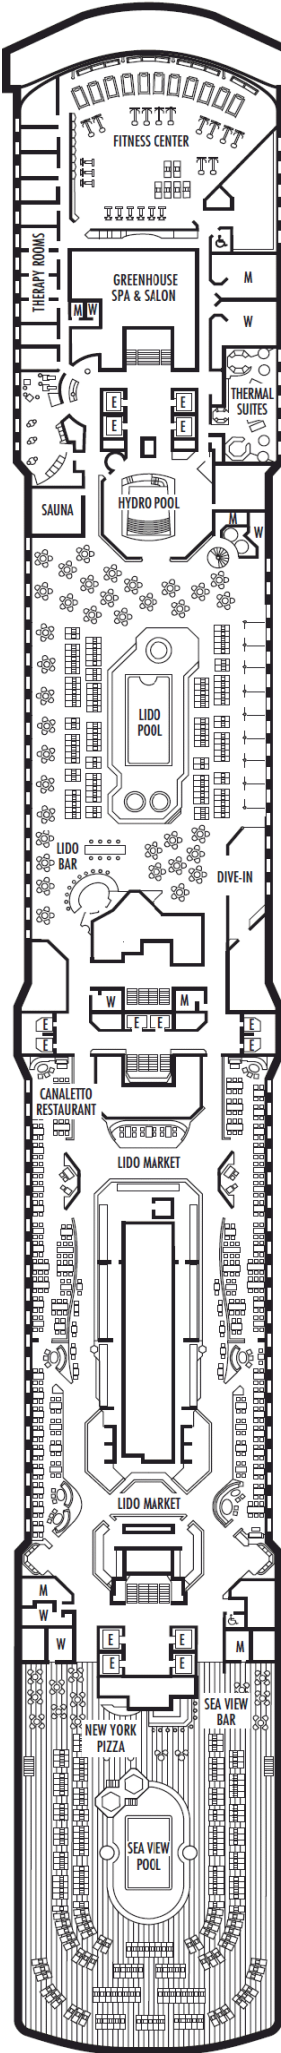 FITNESS CENTER
THERAPY ROOMS
GREENHOUSE
SPA & SALON
M
W
M W
E E
E E
THERMAL
SUITES
HYDRO POOL
SAUNA
M
W
LIDO
POOL
LIDO
BAR
DIVE-IN
W
M
E
E E
E
E
E
CANALETTO
RESTAURANT
LIDO MARKET
LIDO MARKET
M
W
W
M
E E
E E
SEA VIEW
BAR
NEW YORK
PIZZA
SEA VIEW
POOL